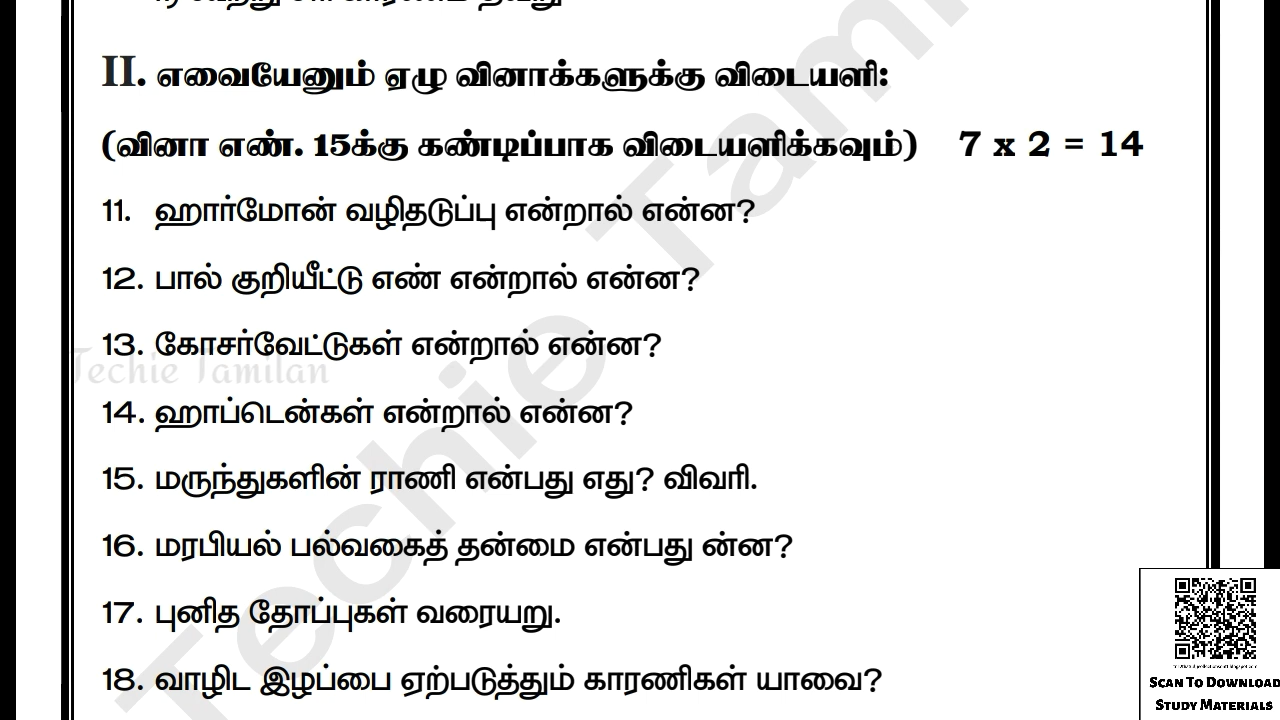 II. எவையேனும் ஏழு வினாக்களுக்கு விடையளி:
(வினா எண். 15க்கு கண்டிப்பாக விடையளிக்கவும்) 7 x 2 = 14
11. ஹார்மோன் வழிதடுப்பு என்றால் என்ன?
12. பால் குறியீட்டு எண் என்றால் என்ன?
13. கோசர்வேட்டுகள் என்றால் என்ன?
Techie Tamilan
14. ஹாப்டென்கள் என்றால் என்ன?
15. மருந்துகளின் ராணி என்பது எது? விவரி.
16. மரபியல் பல்வகைத் தன்மை என்பது ன்ன?
17. புனித தோப்புகள் வரையறு.
18. வாழிட இழப்பை ஏற்படுத்தும் காரணிகள் யாவை?
Techie Tami
SCAN TO DOWNLOAD
STUDY MATERIALS